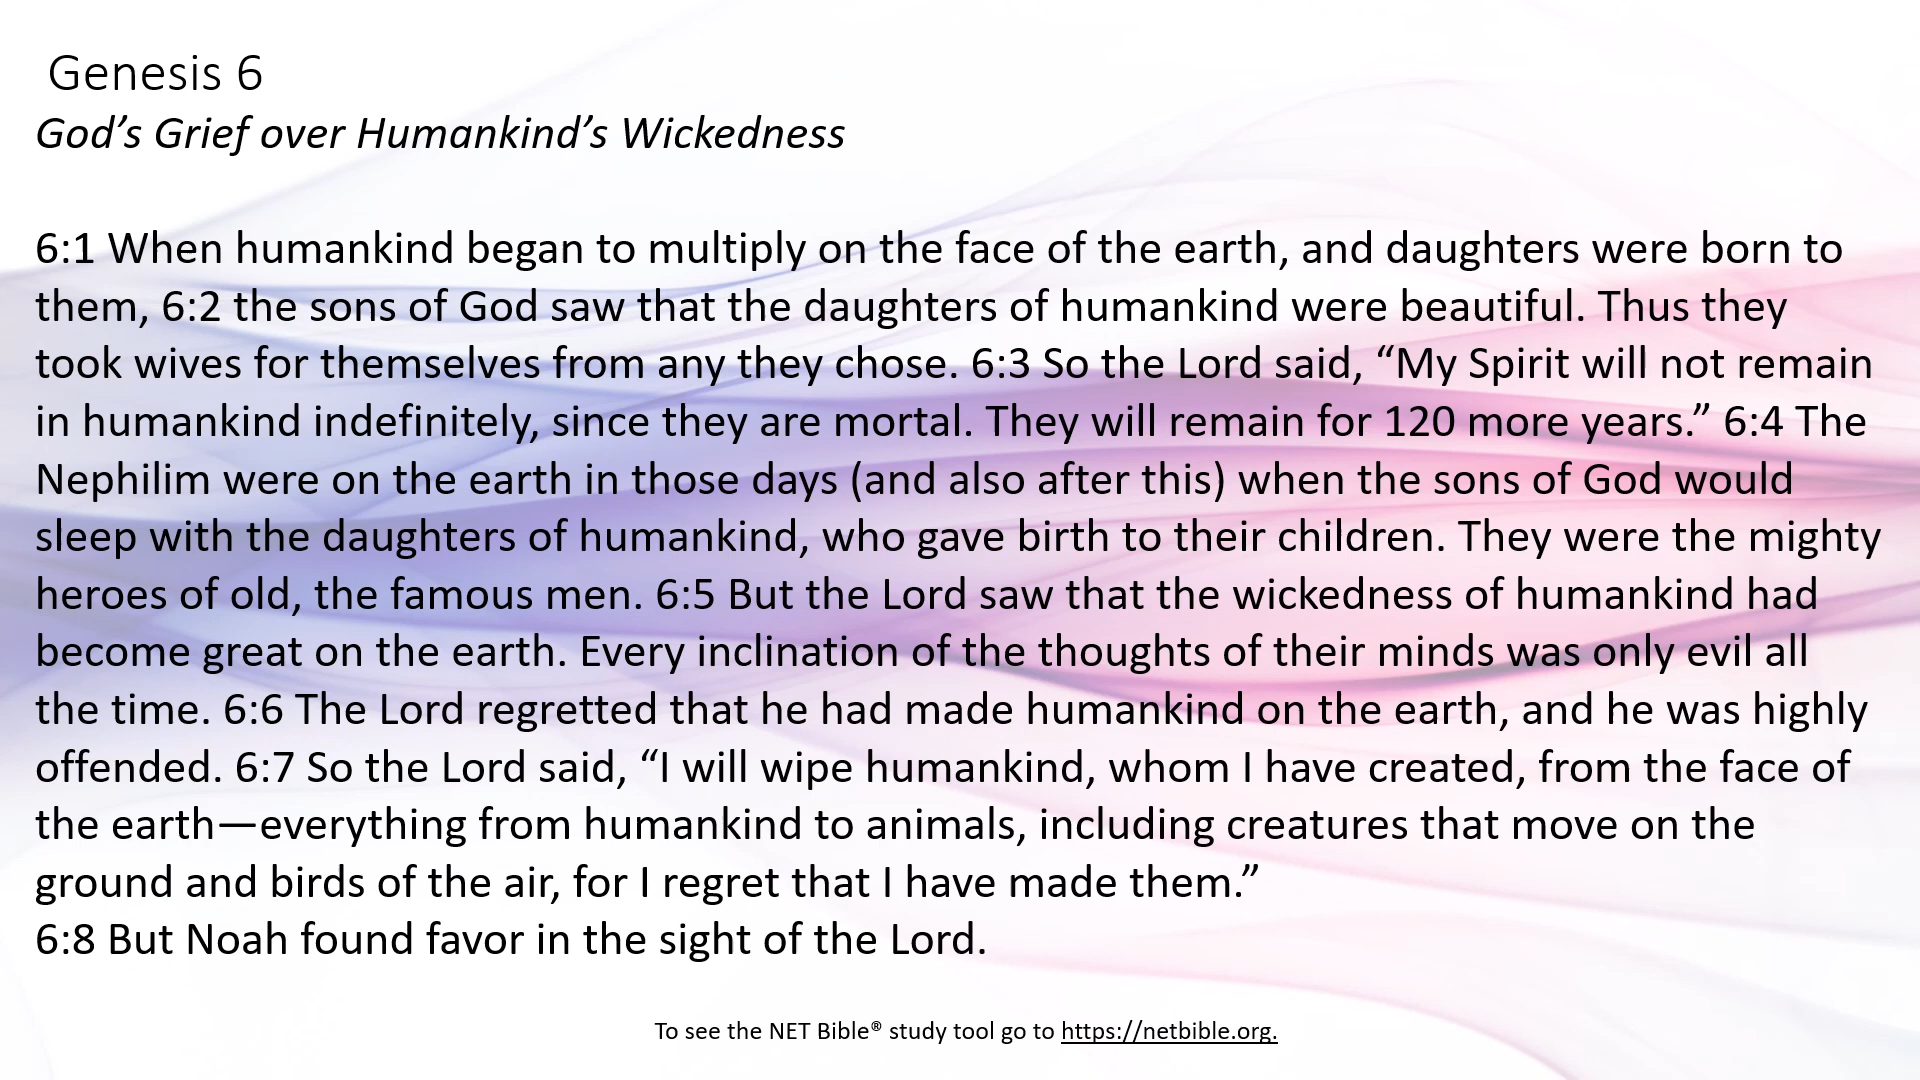 Genesis 6
God’s Grief over Humankind’s Wickedness
6:1 When humankind began to multiply on the face of the earth, and daughters were born to
them, 6:2 the sons of God saw that the daughters of humankind were beautiful. Thus they
took wives for themselves from any they chose. 6:3 So the Lord said, “My Spirit will not remain
in humankind indefinitely, since they are mortal. They will remain for 120 more years.” 6:4 The
Nephilim were on the earth in those days (and also after this) when the sons of God would
sleep with the daughters of humankind, who gave birth to their children. They were the mighty
heroes of old, the famous men. 6:5 But the Lord saw that the wickedness of humankind had
become great on the earth. Every inclination of the thoughts of their minds was only evil all
the time. 6:6 The Lord regretted that he had made humankind on the earth, and he was highly
offended. 6:7 So the Lord said, “I will wipe humankind, whom I have created, from the face of
the earth—everything from humankind to animals, including creatures that move on the
ground and birds of the air, for I regret that I have made them.”
6:8 But Noah found favor in the sight of the Lord.
To see the NET Bible® study tool go to https://netbible.org.